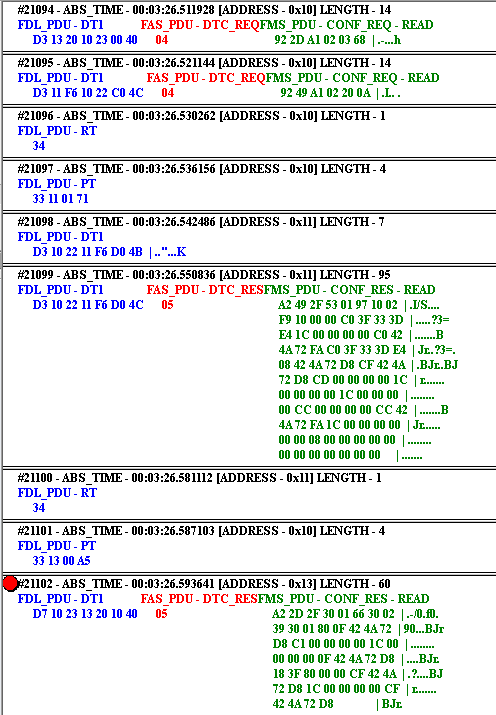 #21094 - ABS_TIME - 00:03:26.511928 [ADDRESS - 0x10] LENGTH - 14
FDL_PDU - DT1 FAS_PDU - DTC_REQ FMS_PDU - CONF_REQ - READ
D3 13 20 10 23 00 40 04 92 2D A1 02 03 68 | .-...h
#21095 - ABS_TIME - 00:03:26.521144 [ADDRESS - 0x10] LENGTH - 14
FDL_PDU - DT1 FAS_PDU - DTC_REQ FMS_PDU - CONF_REQ - READ
D3 11 F6 10 22 C0 4C 04 92 49 A1 02 20 0A | .I.. .
#21096 - ABS_TIME - 00:03:26.530262 [ADDRESS - 0x10] LENGTH - 1
FDL_PDU - RT
34
#21097 - ABS_TIME - 00:03:26.536156 [ADDRESS - 0x10] LENGTH - 4
FDL_PDU - PT
33 11 01 71
#21098 - ABS_TIME - 00:03:26.542486 [ADDRESS - 0x11] LENGTH - 7
FDL_PDU - DT1
D3 10 22 11 F6 D0 4B | .."...K
#21099 - ABS_TIME - 00:03:26.550836 [ADDRESS - 0x11] LENGTH - 95
FDL_PDU - DT1 FAS_PDU - DTC_RES FMS_PDU - CONF_RES - READ
D3 10 22 11 F6 D0 4C 05 A2 49 2F 53 01 97 10 02 | .I/S....
F9 10 00 00 C0 3F 33 3D | .....?3=
E4 1C 00 00 00 00 C0 42 | .......B
4A 72 FA C0 3F 33 3D E4 | Jr..?3=.
08 42 4A 72 D8 CF 42 4A | .BJr..BJ
72 D8 CD 00 00 00 00 1C | r.......
00 00 00 00 1C 00 00 00 | ........
00 CC 00 00 00 00 CC 42 | .......B
4A 72 FA 1C 00 00 00 00 | Jr......
00 00 08 00 00 00 00 00 | ........
00 00 00 00 00 00 00 | .......
#21100 - ABS_TIME - 00:03:26.581112 [ADDRESS - 0x11] LENGTH - 1
FDL_PDU - RT
34
#21101 - ABS_TIME - 00:03:26.587103 [ADDRESS - 0x10] LENGTH - 4
FDL_PDU - PT
33 13 00 A5
#21102 - ABS_TIME - 00:03:26.593641 [ADDRESS - 0x13] LENGTH - 60
FDL_PDU - DT1 FAS_PDU - DTC_RES FMS_PDU - CONF_RES - READ
D7 10 23 13 20 10 40 05 A2 2D 2F 30 01 66 30 02 | .-/0.f0.
39 30 01 80 0F 42 4A 72 | 90...BJr
D8 C1 00 00 00 00 1C 00 | ........
00 00 00 0F 42 4A 72 D8 | ....BJr.
18 3F 80 00 00 CF 42 4A | .?....BJ
72 D8 1C 00 00 00 00 CF | r.......
42 4A 72 D8 | BJr.